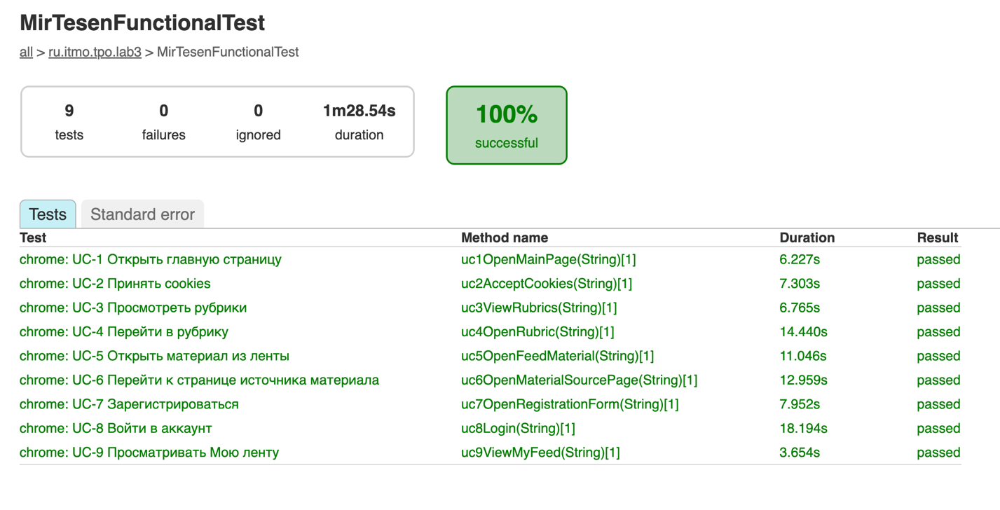 MirTesenFunctionalTest
all > ru.itmo.tpo.lab3 > MirTesenFunctionalTest
9 0 0 1m28.54s
tests failures ignored duration
100%
successful
Tests Standard error
Test Method name Duration Result
chrome: UC-1 Открыть главную страницу uc1OpenMainPage(String)[1] 6.227s passed
chrome: UC-2 Принять cookies uc2AcceptCookies(String)[1] 7.303s passed
chrome: UC-3 Просмотреть рубрики uc3ViewRubrics(String)[1] 6.765s passed
chrome: UC-4 Перейти в рубрику uc4OpenRubric(String)[1] 14.440s passed
chrome: UC-5 Открыть материал из ленты uc5OpenFeedMaterial(String)[1] 11.046s passed
chrome: UC-6 Перейти к странице источника материала uc6OpenMaterialSourcePage(String)[1] 12.959s passed
chrome: UC-7 Зарегистрироваться uc7OpenRegistrationForm(String)[1] 7.952s passed
chrome: UC-8 Войти в аккаунт uc8Login(String)[1] 18.194s passed
chrome: UC-9 Просматривать Мою ленту uc9ViewMyFeed(String)[1] 3.654s passed